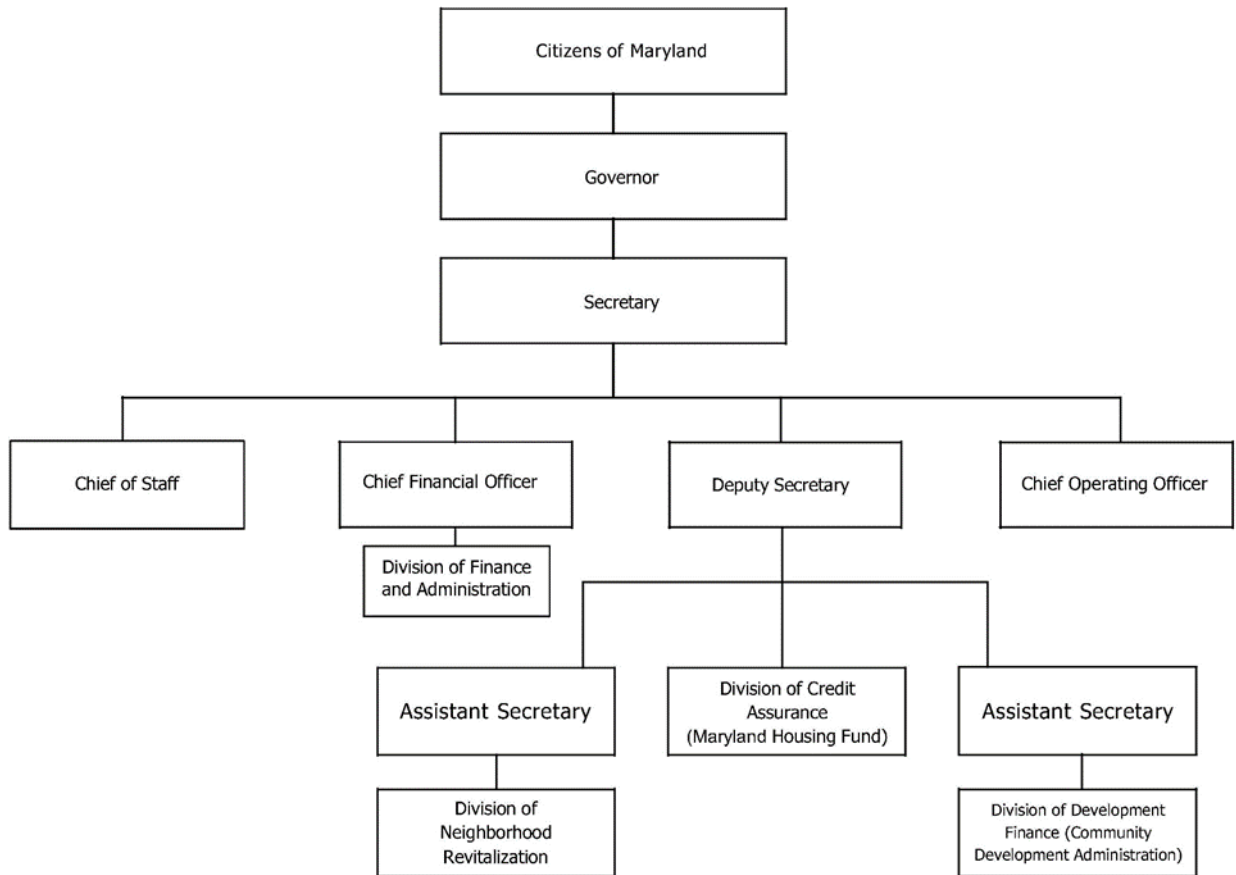 Citizens of Maryland
Governor
Secretary
Chief of Staff
Chief Financial Officer
Deputy Secretary
Chief Operating Officer
Division of Finance
and Administration
Assistant Secretary
Division of Credit
Assurance
(Maryland Housing Fund)
Assistant Secretary
Division of
Neighborhood
Revitalization
Division of Development
Finance (Community
Development Administration)